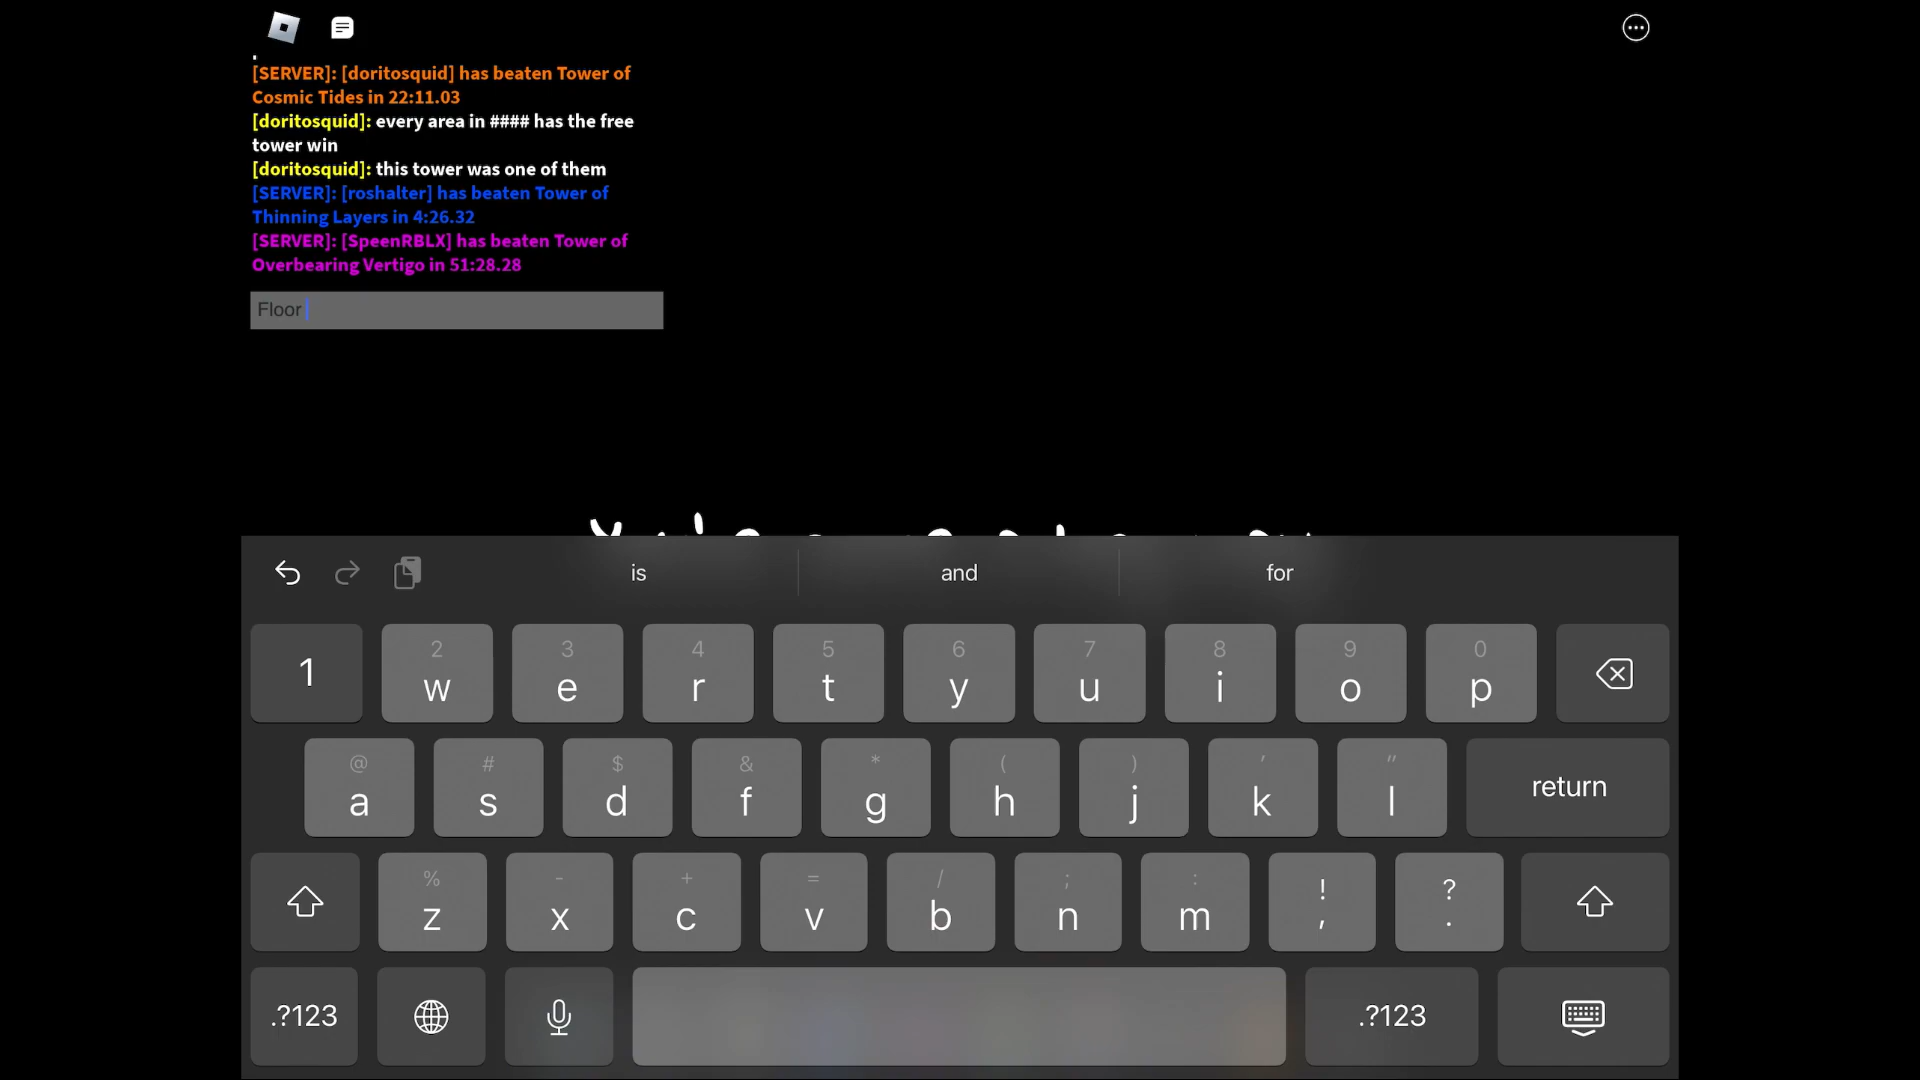 [SERVER]: [doritosquid] has beaten Tower of
Cosmic Tides in 22:11.03
[doritosquid]: every area in #### has the free
tower win
[doritosquid]: this tower was one of them
[SERVER]: [roshalter] has beaten Tower of
Thinning Layers in 4:26.32
[SERVER]: [SpeenRBLX] has beaten Tower of
Overbearing Vertigo in 51:28.28
Floor
is and for
1 2 3 4 5 6 7 8 9 0
w e r t y u i o p
@ # $ & * ( ) ' "
a s d f g h j k l return
% - + = / ; : ! ?
z x c v b n m , .
.?123 .?123